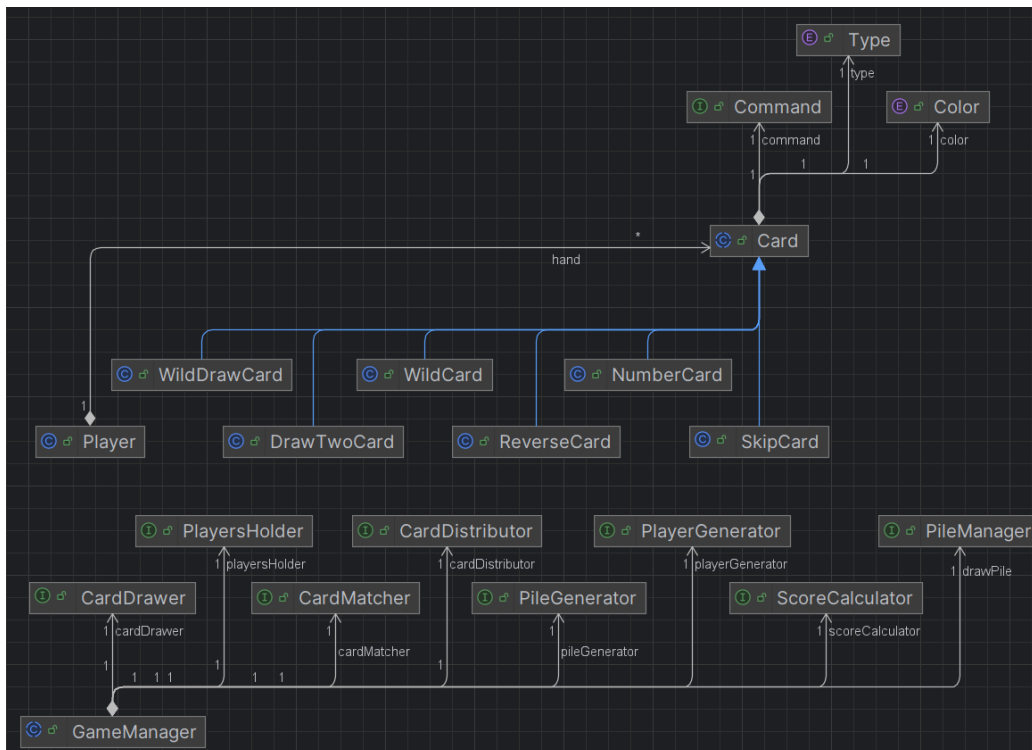 E Type
1 type
I Command
E Color
1 command
1 color
1 1 1
C Card
*
hand
C WildDrawCard
C WildCard
C NumberCard
1
C Player
C DrawTwoCard
C ReverseCard
C SkipCard
I PlayersHolder
I CardDistributor
I PlayerGenerator
I PileManager
1 playersHolder
1 cardDistributor
1 playerGenerator
1 drawPile
I CardDrawer
I CardMatcher
I PileGenerator
I ScoreCalculator
1 cardDrawer
1
cardMatcher
1
pileGenerator
1 scoreCalculator
1 1 1
1 1 1 1 1
C GameManager